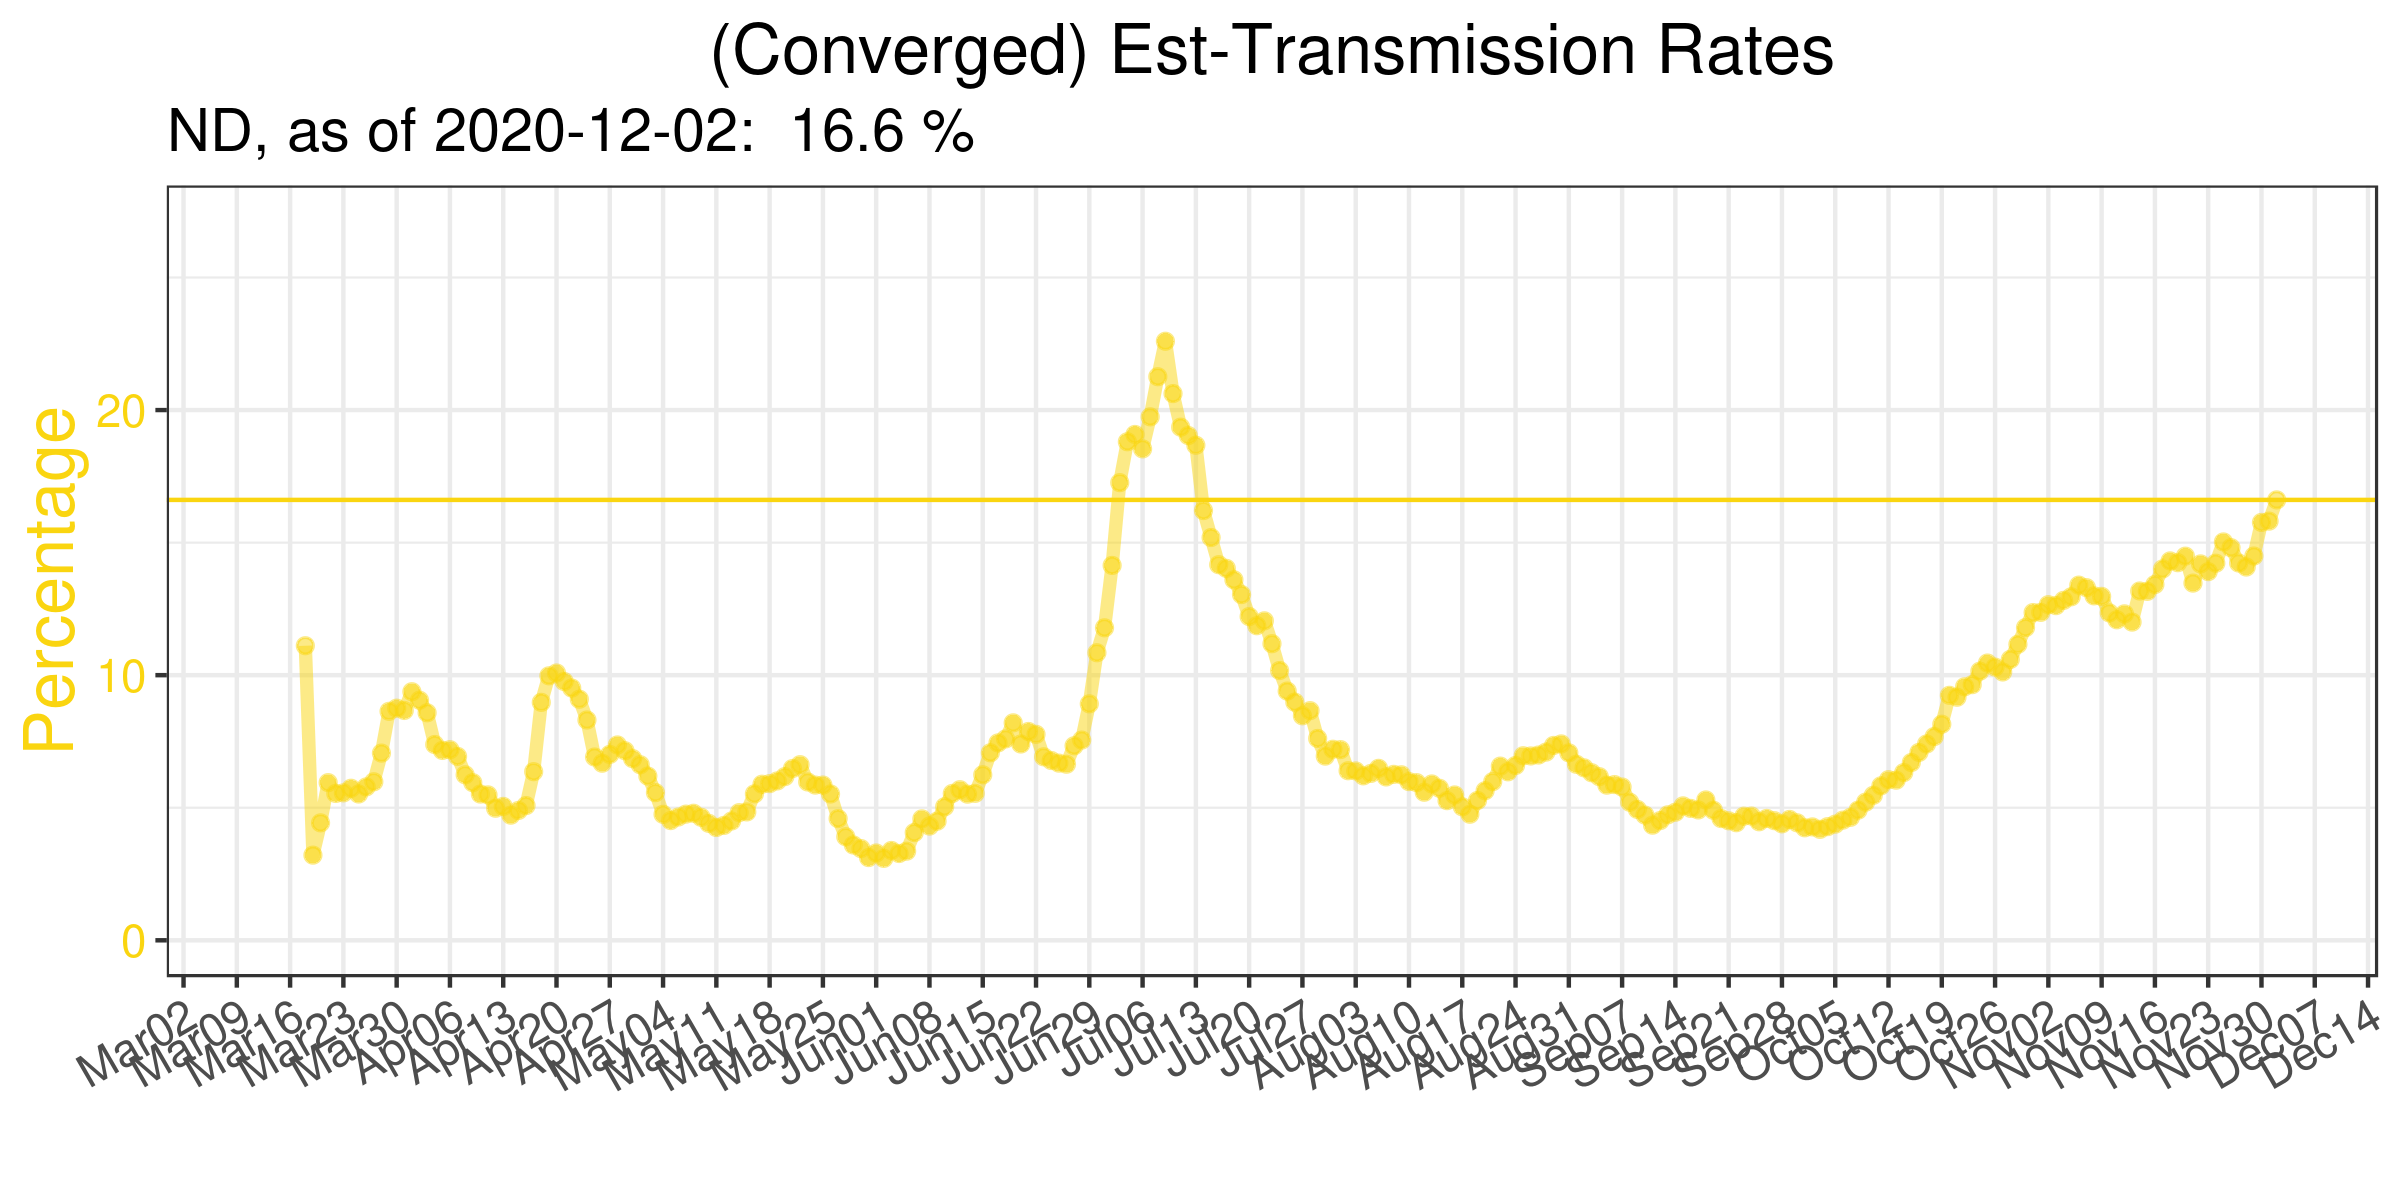 (Converged) Est-Transmission Rates
ND, as of 2020-12-02:  16.6 %
Percentage
20
10
0
Mar02
Mar09
Mar16
Mar23
Mar30
Apr06
Apr13
Apr20
Apr27
May04
May11
May18
May25
Jun01
Jun08
Jun15
Jun22
Jun29
Jul06
Jul13
Jul20
Jul27
Aug03
Aug10
Aug17
Aug24
Aug31
Sep07
Sep14
Sep21
Sep28
Oct05
Oct12
Oct19
Oct26
Nov02
Nov09
Nov16
Nov23
Nov30
Dec07
Dec14